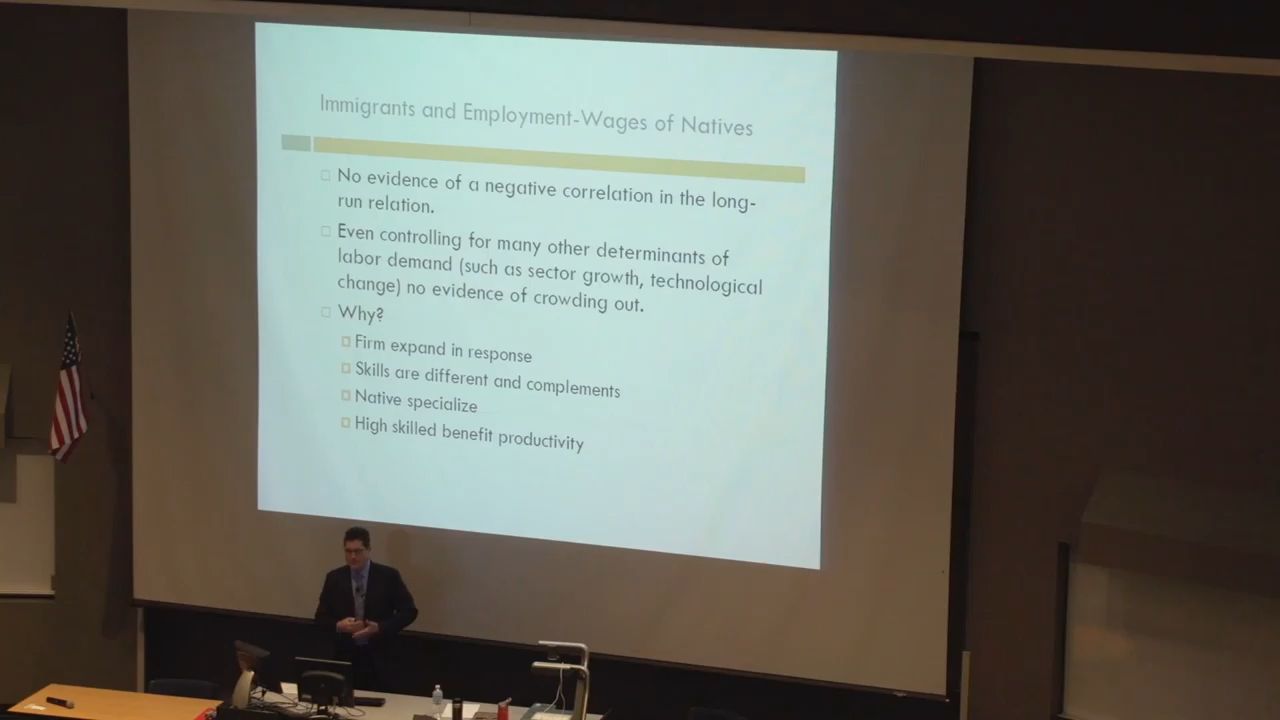 Immigrants and Employment-Wages of Natives
No evidence of a negative correlation in the long-
run relation.
Even controlling for many other determinants of
labor demand (such as sector growth, technological
change) no evidence of crowding out.
Why?
Firm expand in response
Skills are different and complements
Native specialize
High skilled benefit productivity